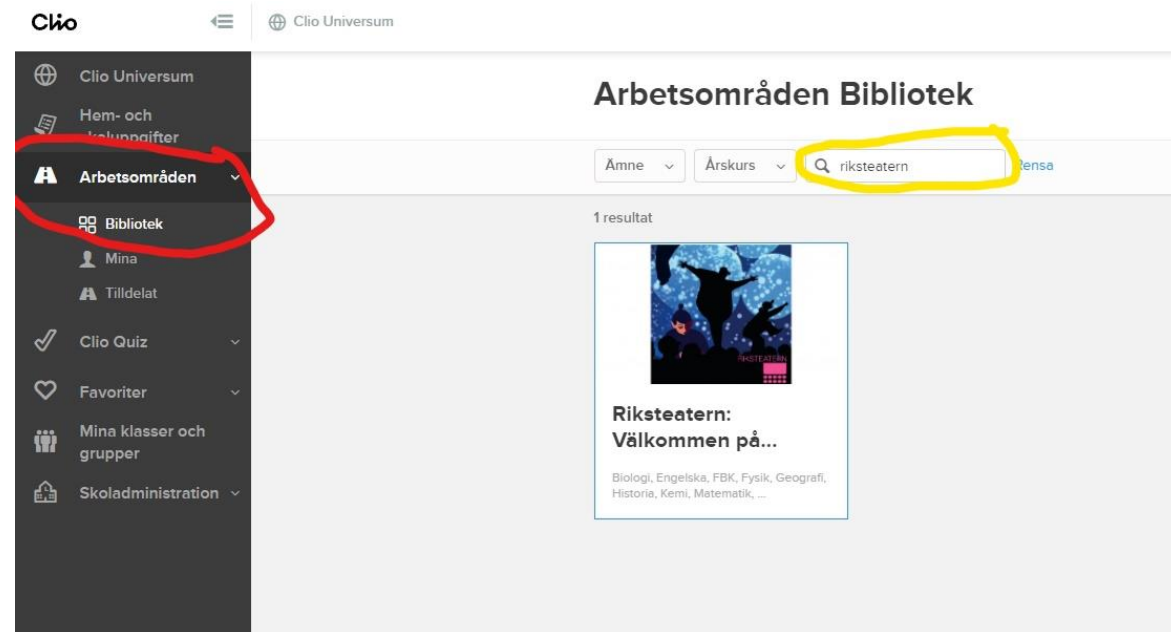 Clio
Clio Universum
Clio Universum
Hem- och
skaluppgifter
Arbetsområden
Bibliotek
Mina
Tilldelat
Clio Quiz
Favoriter
Mina klasser och
grupper
Skoladministration
Arbetsområden Bibliotek
Ämne Årskurs riksteatern Rensa
1 resultat
RIKSTEATERN
Riksteatern:
Välkommen på...
Biologi, Engelska, FBK, Fysik, Geografi,
Historia, Kemi, Matematik, ...